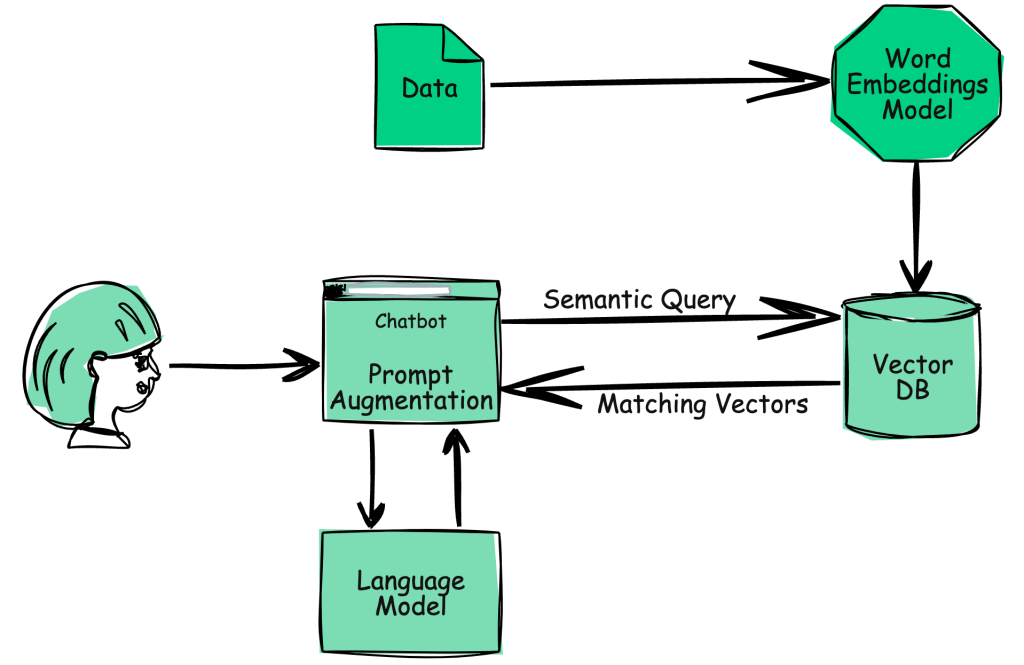 Data
Word
Embeddings
Model
Semantic Query
Chatbot
Prompt
Augmentation
Vector
DB
Matching Vectors
Language
Model